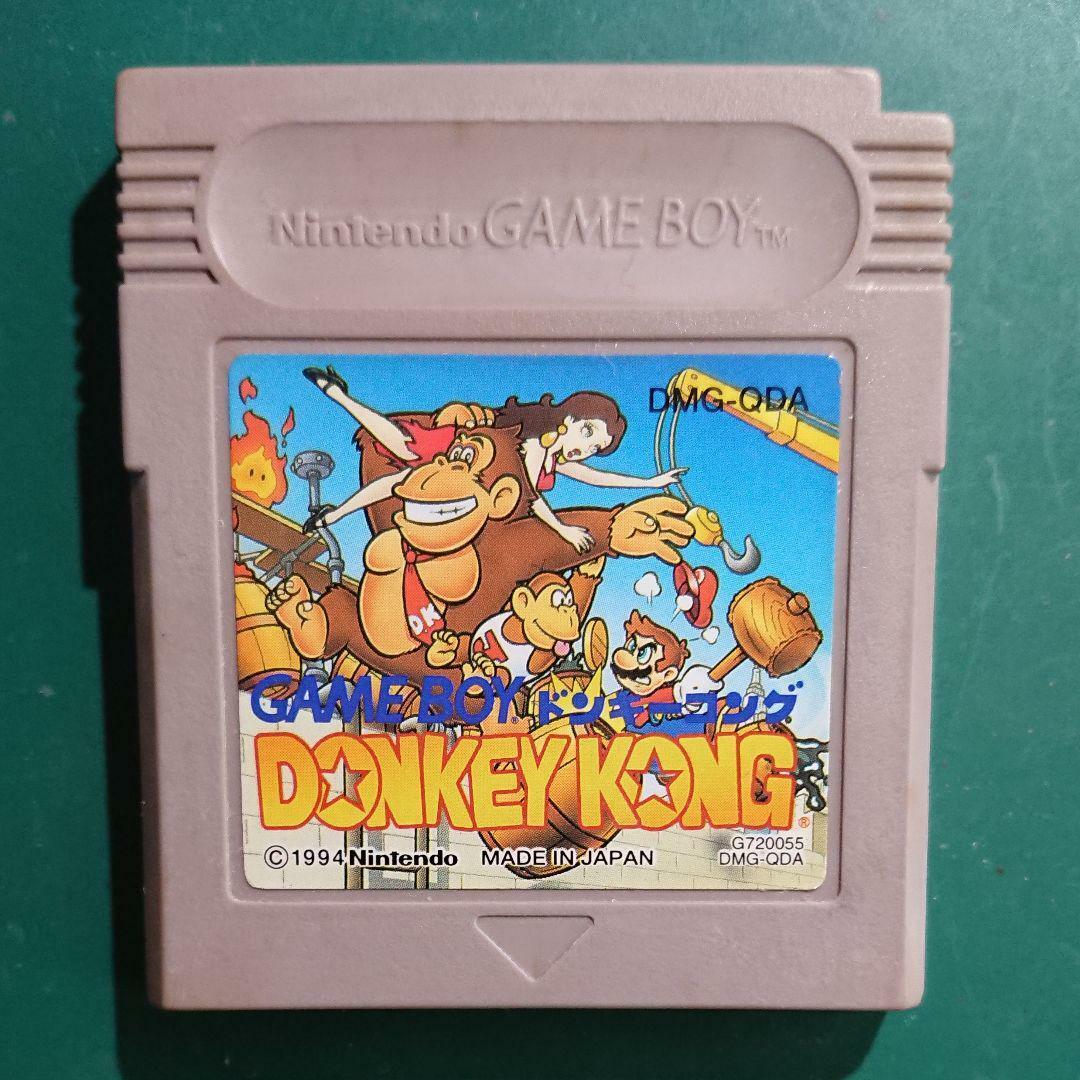 Nintendo GAME BOY™
DMG-QDA
DK
J
GAME BOY® ドンキーコング
DONKEY KONG®
©1994 Nintendo MADE IN JAPAN
G720055
DMG-QDA